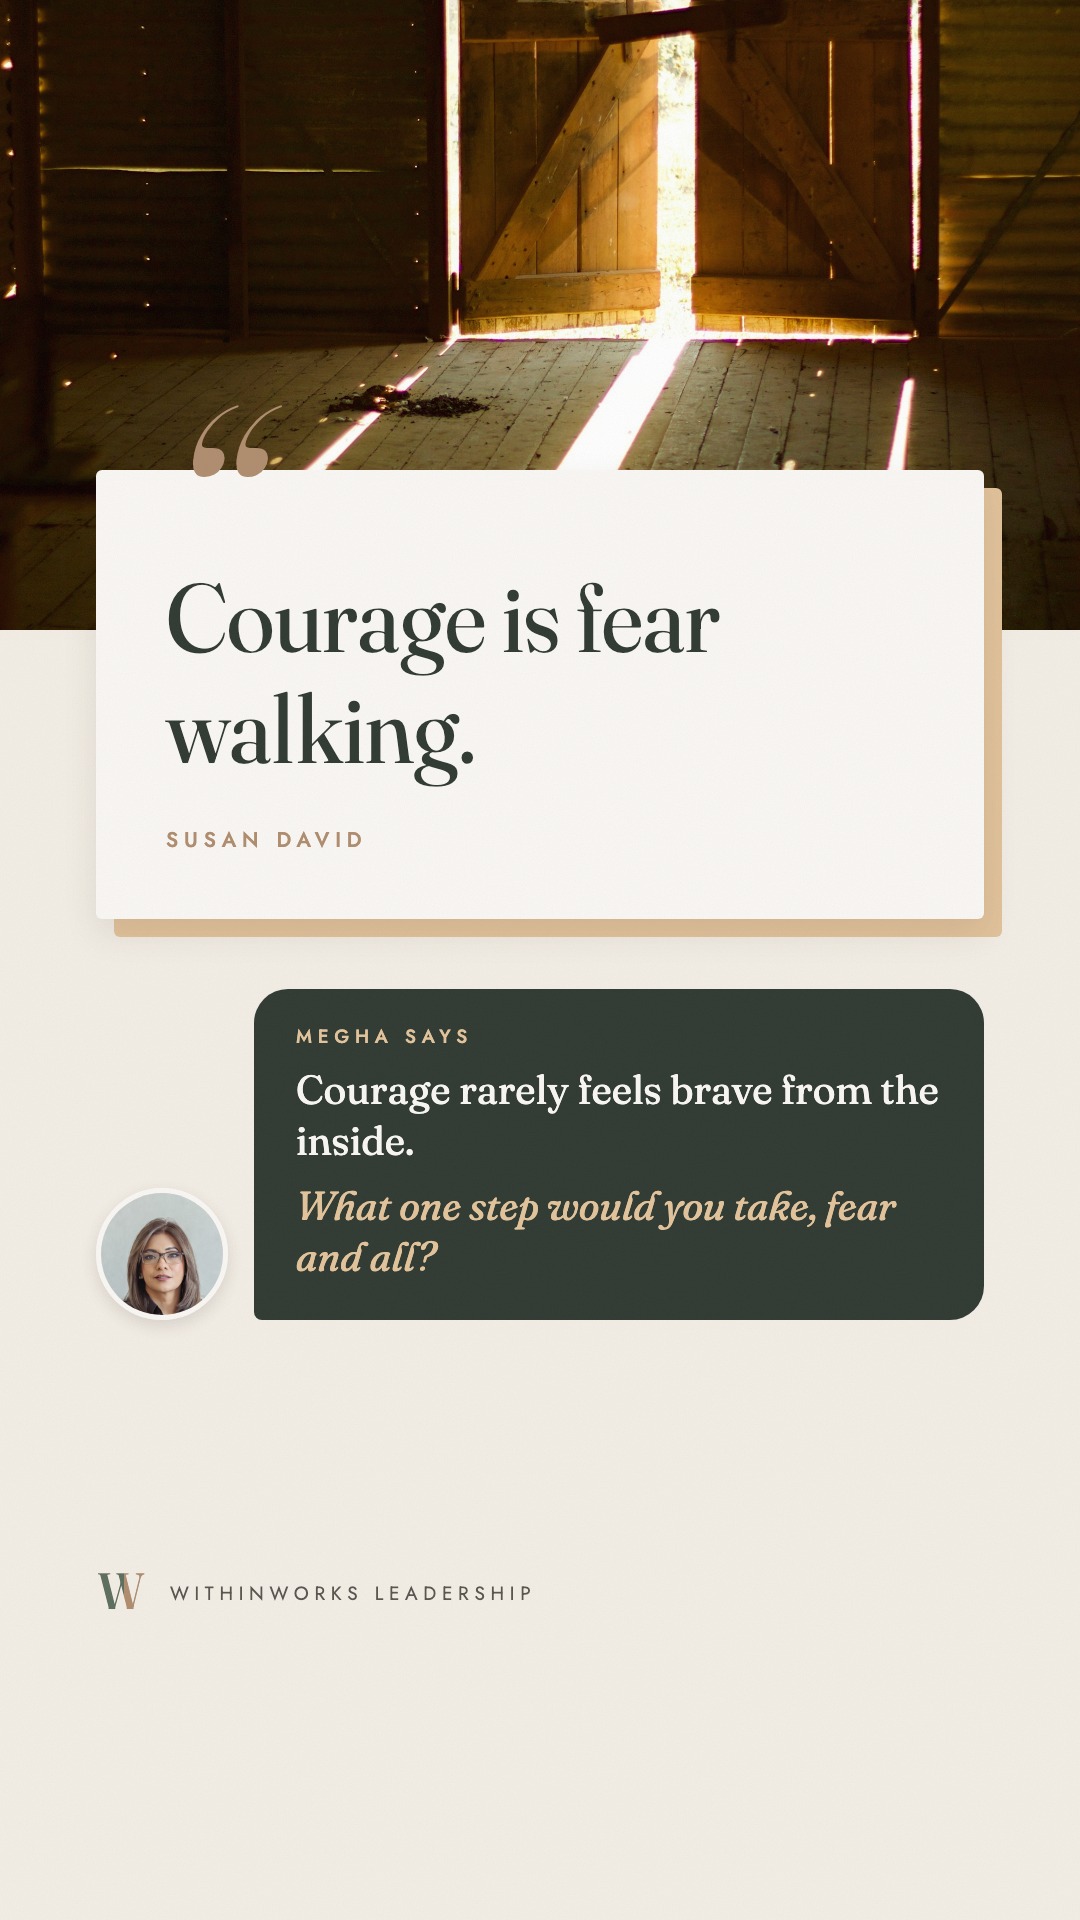 “
Courage is fear
walking.
SUSAN DAVID
MEGHA SAYS
Courage rarely feels brave from the
inside.
What one step would you take, fear
and all?
W WITHINWORKS LEADERSHIP